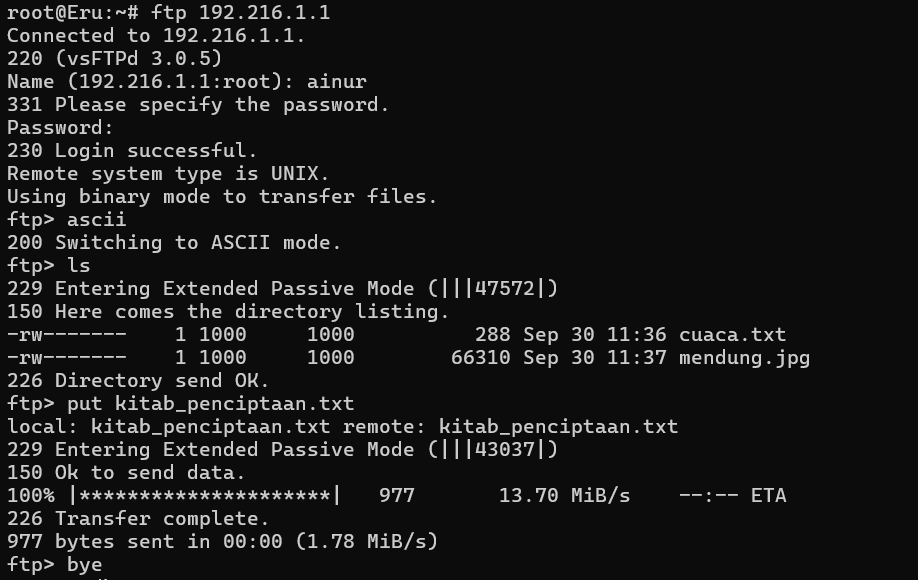 root@Eru:~# ftp 192.216.1.1
Connected to 192.216.1.1.
220 (vsFTPd 3.0.5)
Name (192.216.1.1:root): ainur
331 Please specify the password.
Password:
230 Login successful.
Remote system type is UNIX.
Using binary mode to transfer files.
ftp> ascii
200 Switching to ASCII mode.
ftp> ls
229 Entering Extended Passive Mode (|||47572|)
150 Here comes the directory listing.
-rw-------    1 1000     1000          288 Sep 30 11:36 cuaca.txt
-rw-------    1 1000     1000        66310 Sep 30 11:37 mendung.jpg
226 Directory send OK.
ftp> put kitab_penciptaan.txt
local: kitab_penciptaan.txt remote: kitab_penciptaan.txt
229 Entering Extended Passive Mode (|||43037|)
150 Ok to send data.
100% |*********************|   977       13.70 MiB/s    --:-- ETA
226 Transfer complete.
977 bytes sent in 00:00 (1.78 MiB/s)
ftp> bye